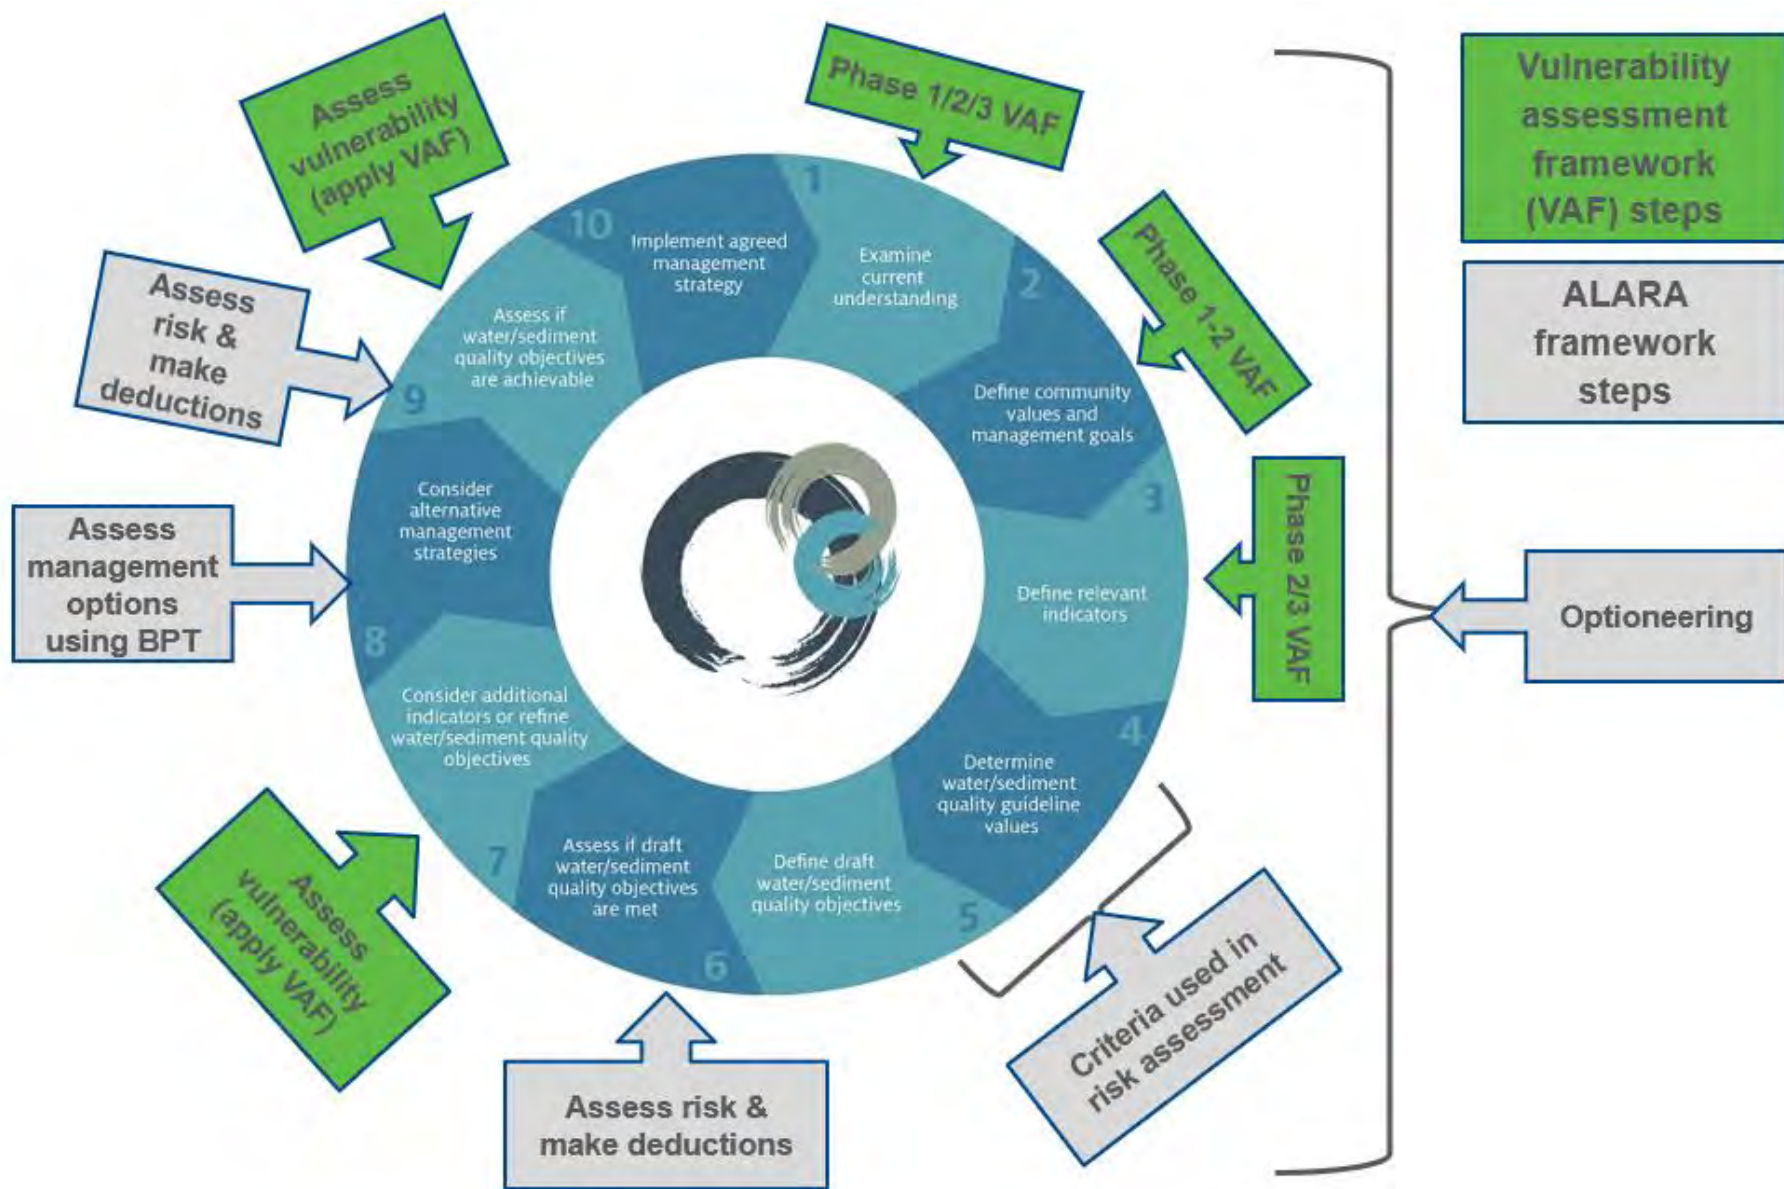 Assess
vulnerability
(apply VAF)
Phase 1/2/3 VAF
Phase 1-2 VAF
Phase 2/3 VAF
Vulnerability
assessment
framework
(VAF) steps
ALARA
framework
steps
Optioneering
Criteria used in
risk assessment
Assess risk &
make deductions
Assess
vulnerability
(apply VAF)
Assess
management
options
using BPT
Assess
risk &
make
deductions
1
Examine
current
understanding
2
Define community
values and
management goals
3
Define relevant
indicators
4
Determine
water/sediment
quality guideline
values
5
Define draft
water/sediment
quality objectives
6
Assess if draft
water/sediment
quality objectives
are met
7
Consider additional
indicators or refine
water/sediment quality
objectives
8
Consider
alternative
management
strategies
9
Assess if
water/sediment
quality objectives
are achievable
10
Implement agreed
management
strategy